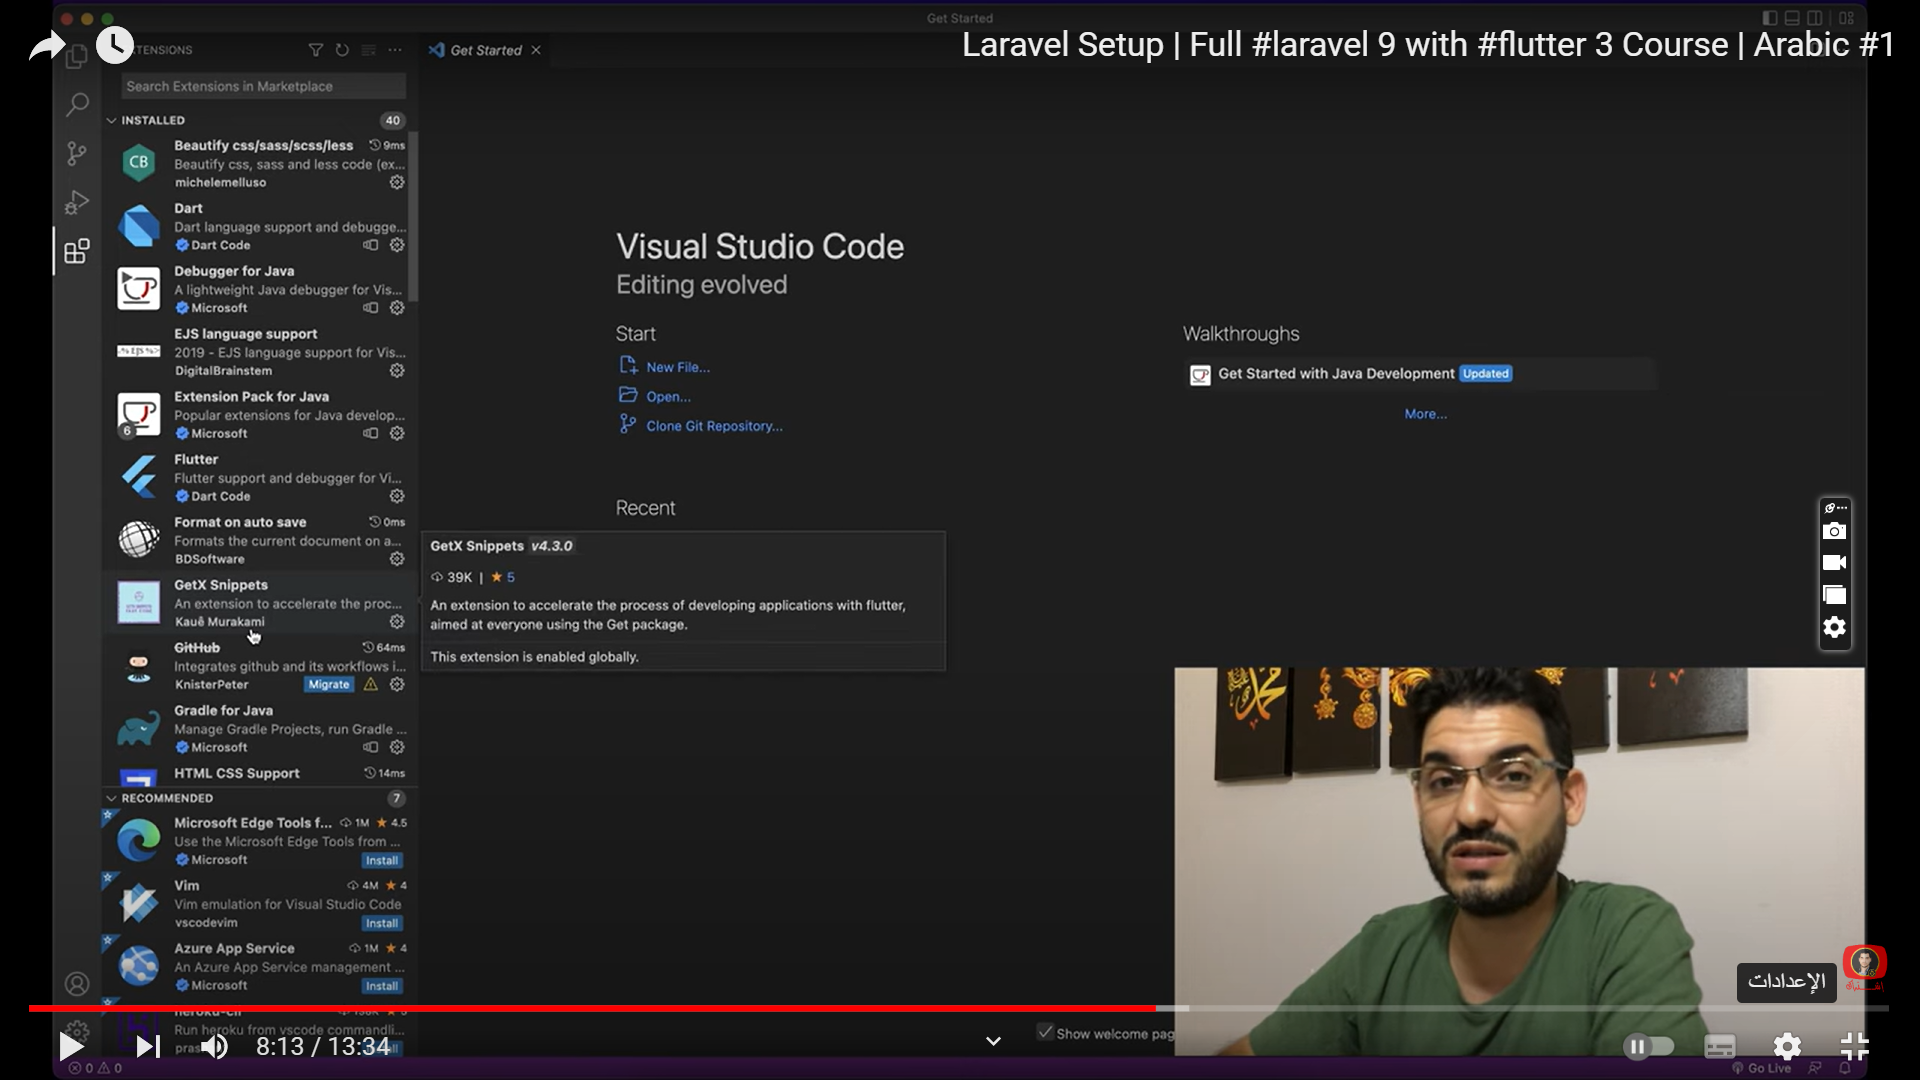 Get Started
EXTENSIONS
Get Started
Laravel Setup | Full #laravel 9 with #flutter 3 Course | Arabic #1
Search Extensions in Marketplace
INSTALLED
40
Beautify css/sass/scss/less 9ms
Beautify css, sass and less code (ex...
michelemelluso
CB
Dart
Dart language support and debugge...
Dart Code
Debugger for Java
A lightweight Java debugger for Vis...
Microsoft
EJS language support
2019 - EJS language support for Vis...
DigitalBrainstem
Extension Pack for Java
Popular extensions for Java develop...
6
Microsoft
Flutter
Flutter support and debugger for Vi...
Dart Code
Format on auto save 0ms
Formats the current document on a...
BDSoftware
GetX Snippets
An extension to accelerate the proc...
Kauê Murakami
GitHub 64ms
Integrates github and its workflows i...
KnisterPeter Migrate
Gradle for Java
Manage Gradle Projects, run Gradle ...
Microsoft
HTML CSS Support 14ms
RECOMMENDED
7
Microsoft Edge Tools f... 1M 4.5
Use the Microsoft Edge Tools from ...
Microsoft Install
Vim 4M 4
Vim emulation for Visual Studio Code
vscodevim Install
Azure App Service 1M 4
An Azure App Service management ...
Microsoft Install
heroku-cli
Run heroku from vscode commandli...
Visual Studio Code
Editing evolved
Start
New File...
Open...
Clone Git Repository...
Recent
Walkthroughs
Get Started with Java Development Updated
More...
GetX Snippets v4.3.0
39K | 5
An extension to accelerate the process of developing applications with flutter,
aimed at everyone using the Get package.
This extension is enabled globally.
محمد
الإعدادات
8:13 / 13:34
Show welcome pag
0 0
Go Live